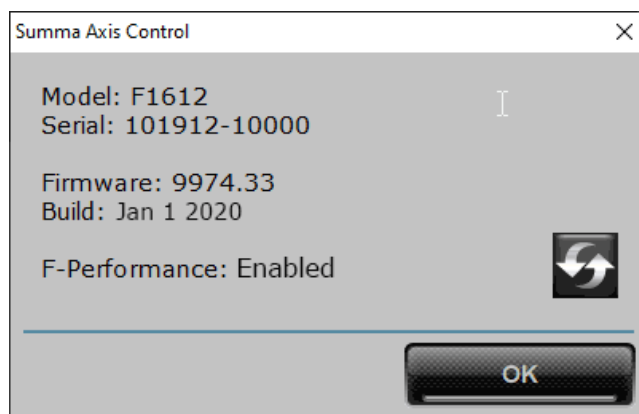 Summa Axis Control
Model: F1612
Serial: 101912-10000
Firmware: 9974.33
Build: Jan 1 2020
F-Performance: Enabled
OK